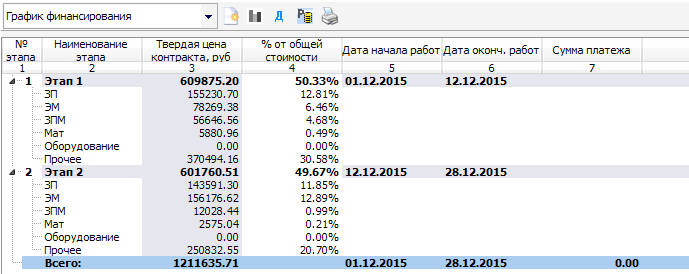 График финансирования
Д
№ этапа Наименование этапа Твердая цена контракта, руб % от общей стоимости Дата начала работ Дата оконч. работ Сумма платежа
1 2 3 4 5 6 7
1 Этап 1 609875.20 50.33% 01.12.2015 12.12.2015
ЗП 155230.70 12.81%
ЭМ 78269.38 6.46%
ЗПМ 56646.56 4.68%
Мат 5880.96 0.49%
Оборудование 0.00 0.00%
Прочее 370494.16 30.58%
2 Этап 2 601760.51 49.67% 12.12.2015 28.12.2015
ЗП 143591.30 11.85%
ЭМ 156176.62 12.89%
ЗПМ 12028.44 0.99%
Мат 2575.04 0.21%
Оборудование 0.00 0.00%
Прочее 250832.55 20.70%
Всего: 1211635.71 01.12.2015 28.12.2015 0.00